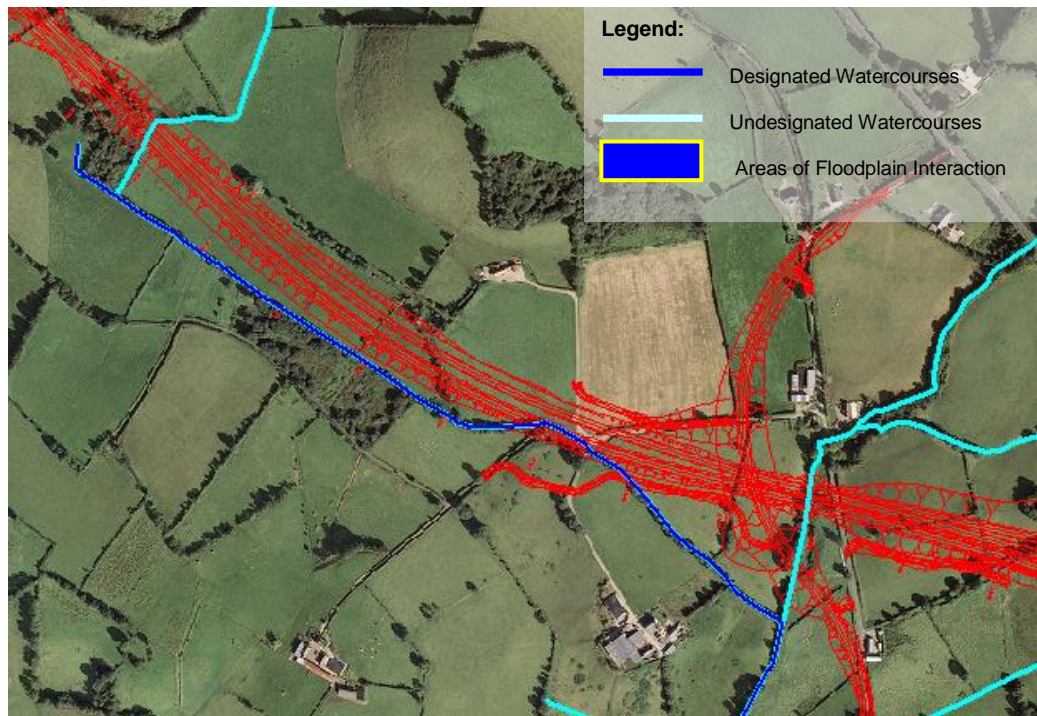 Legend:
Designated Watercourses
Undesignated Watercourses
Areas of Floodplain Interaction